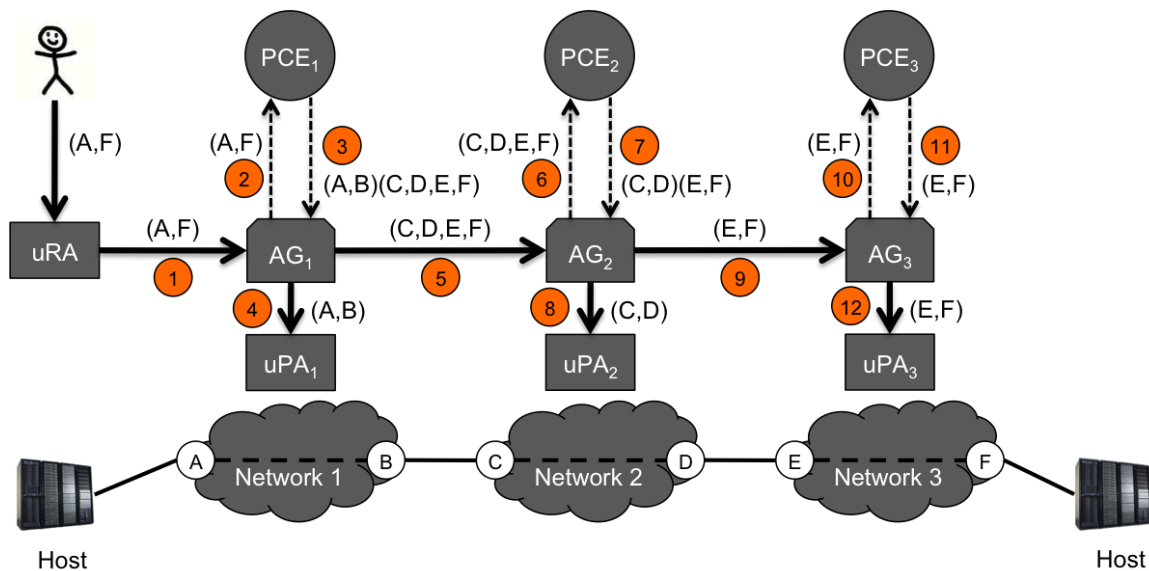 PCE1
PCE2
PCE3
(A,F)
(A,F)
2
3
(A,B)(C,D,E,F)
(C,D,E,F)
6
7
(C,D)(E,F)
(E,F)
10
11
(E,F)
uRA
(A,F)
1
AG1
(C,D,E,F)
5
AG2
(E,F)
9
AG3
4
(A,B)
8
(C,D)
12
(E,F)
uPA1
uPA2
uPA3
A
Network 1
B
C
Network 2
D
E
Network 3
F
Host
Host